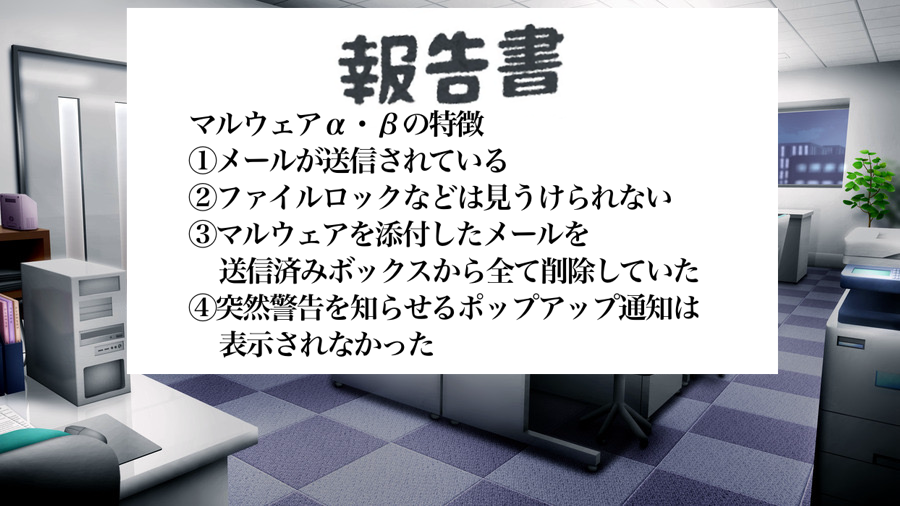 報告書
マルウェアα・βの特徴
①メールが送信されている
②ファイルロックなどは見うけられない
③マルウェアを添付したメールを
送信済みボックスから全て削除していた
④突然警告を知らせるポップアップ通知は
表示されなかった